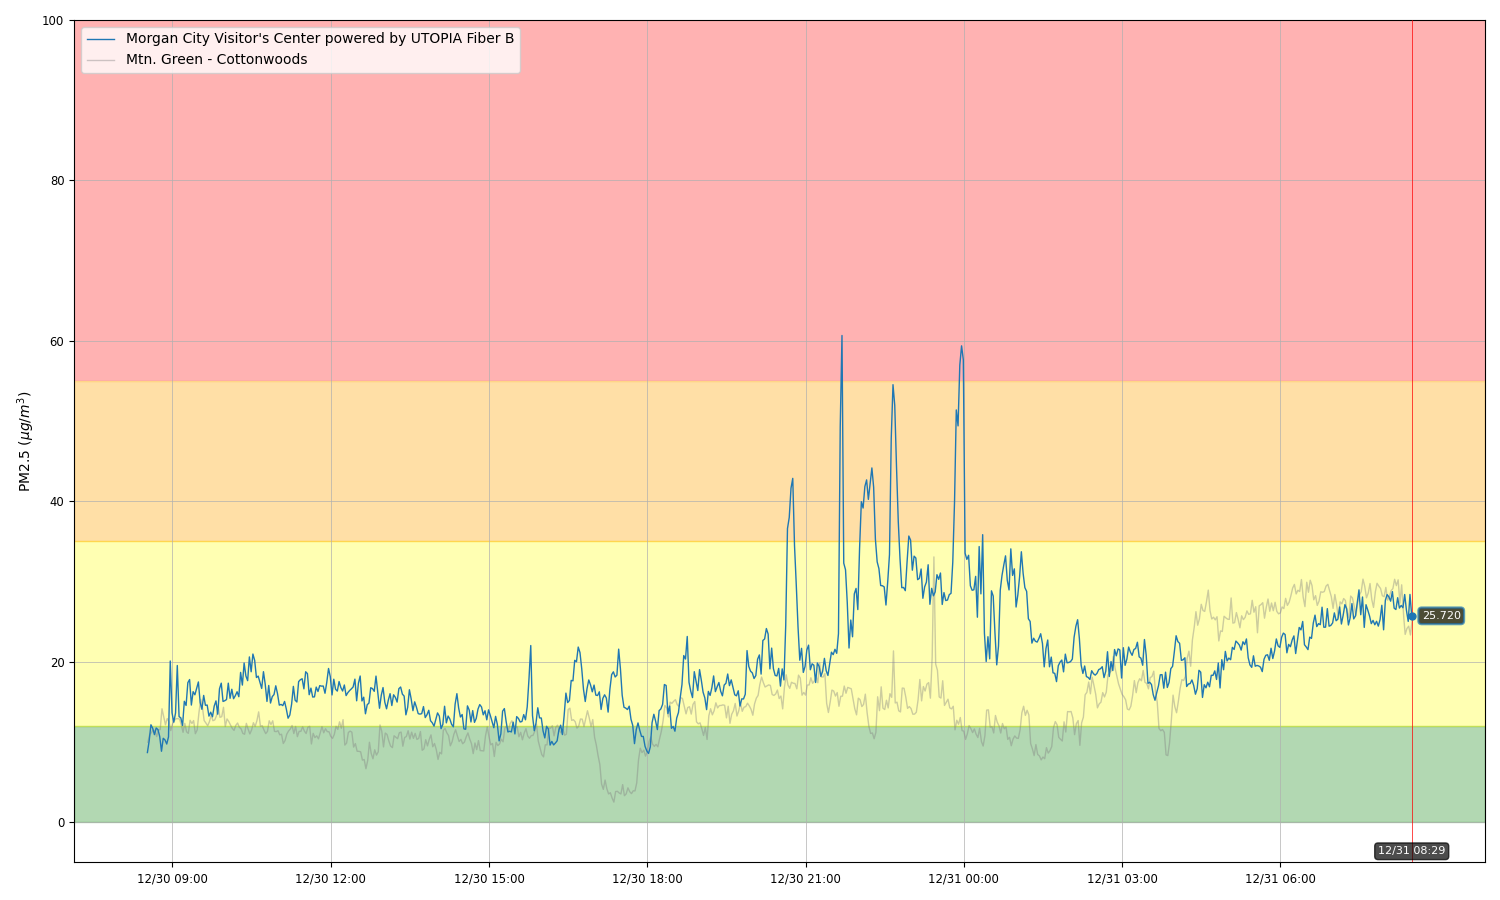 Morgan City Visitor's Center powered by UTOPIA Fiber B
Mtn. Green - Cottonwoods
100
80
60
40
20
0
PM2.5 (μg/m³)
25.720
12/31 08:29
12/30 09:00 12/30 12:00 12/30 15:00 12/30 18:00 12/30 21:00 12/31 00:00 12/31 03:00 12/31 06:00